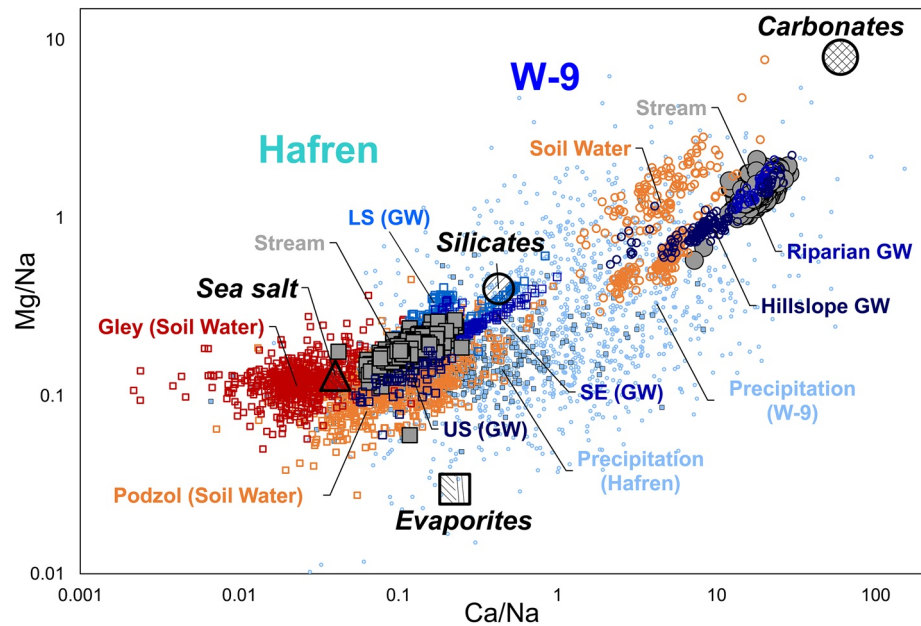 10
1
0.1
0.01
Mg/Na
0.001
0.01
0.1
1
10
100
Ca/Na
Carbonates
W-9
Stream
Hafren
Soil Water
LS (GW)
Stream
Silicates
Riparian GW
Sea salt
Hillslope GW
Gley (Soil Water)
SE (GW)
Precipitation
(W-9)
US (GW)
Precipitation
(Hafren)
Podzol (Soil Water)
Evaporites